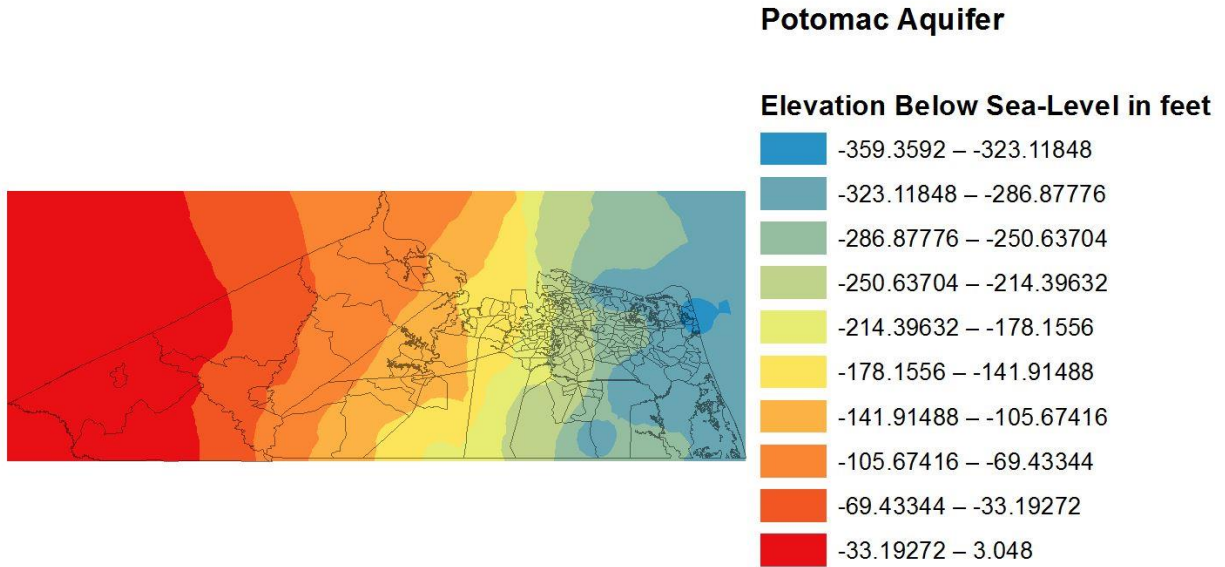 Potomac Aquifer
Elevation Below Sea-Level in feet
-359.3592 – -323.11848
-323.11848 – -286.87776
-286.87776 – -250.63704
-250.63704 – -214.39632
-214.39632 – -178.1556
-178.1556 – -141.91488
-141.91488 – -105.67416
-105.67416 – -69.43344
-69.43344 – -33.19272
-33.19272 – 3.048